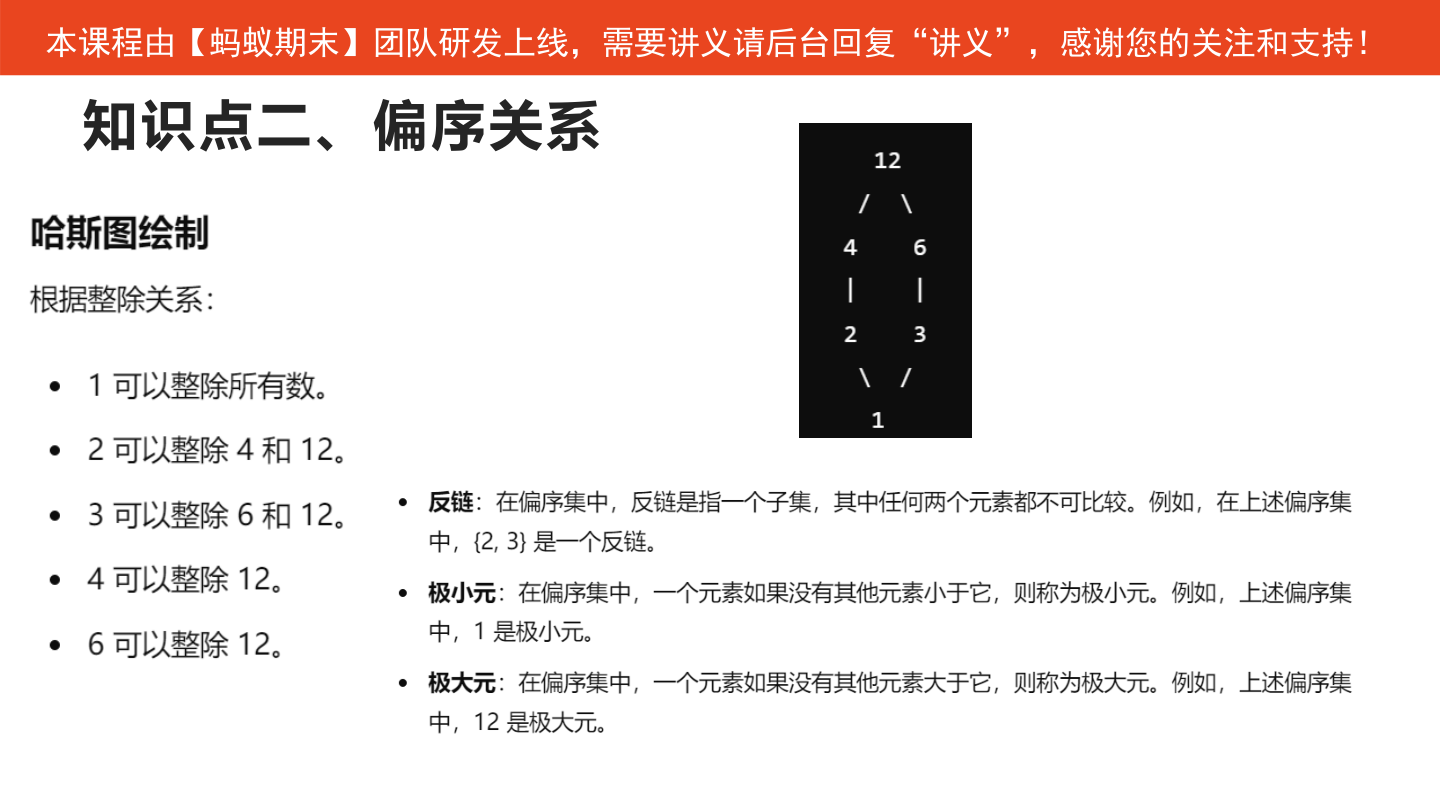 本课程由【蚂蚁期末】团队研发上线，需要讲义请后台回复“讲义”，感谢您的关注和支持！
知识点二、偏序关系
哈斯图绘制
根据整除关系：
• 1 可以整除所有数。
• 2 可以整除 4 和 12。
• 3 可以整除 6 和 12。
• 4 可以整除 12。
• 6 可以整除 12。
12
/ \
4 6
| |
2 3
\ /
1
• 反链：在偏序集中，反链是指一个子集，其中任何两个元素都不可比较。例如，在上述偏序集
中，{2, 3} 是一个反链。
• 极小元：在偏序集中，一个元素如果没有其他元素小于它，则称为极小元。例如，上述偏序集
中，1 是极小元。
• 极大元：在偏序集中，一个元素如果没有其他元素大于它，则称为极大元。例如，上述偏序集
中，12 是极大元。